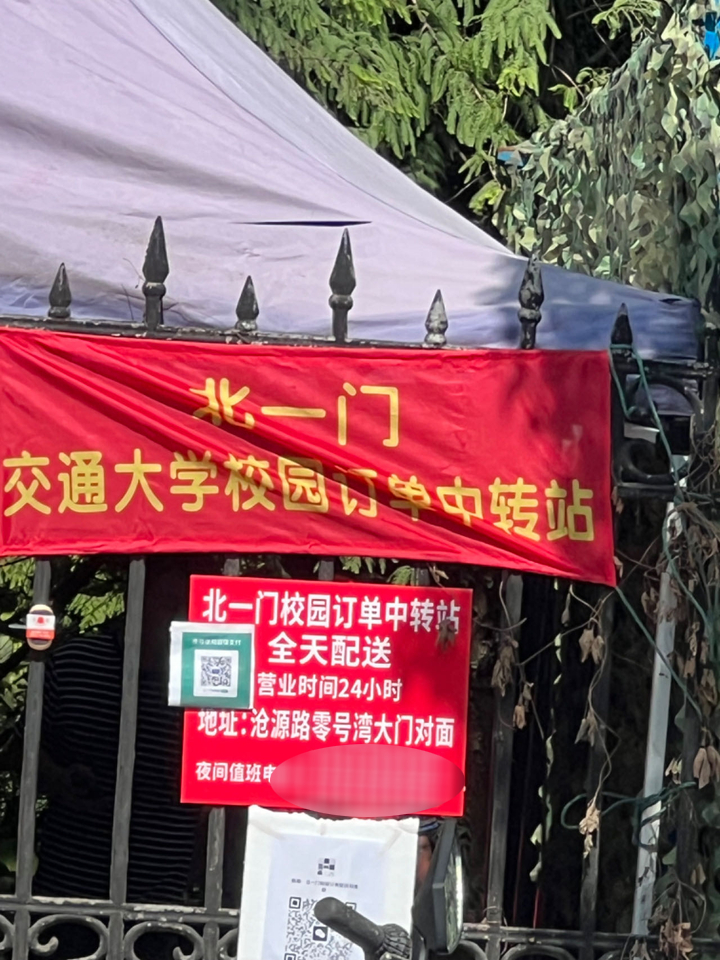 北一门
交通大学校园订单中转站
北一门校园订单中转站
全天配送
营业时间24小时
地址:沧源路零号湾大门对面
夜间值班电